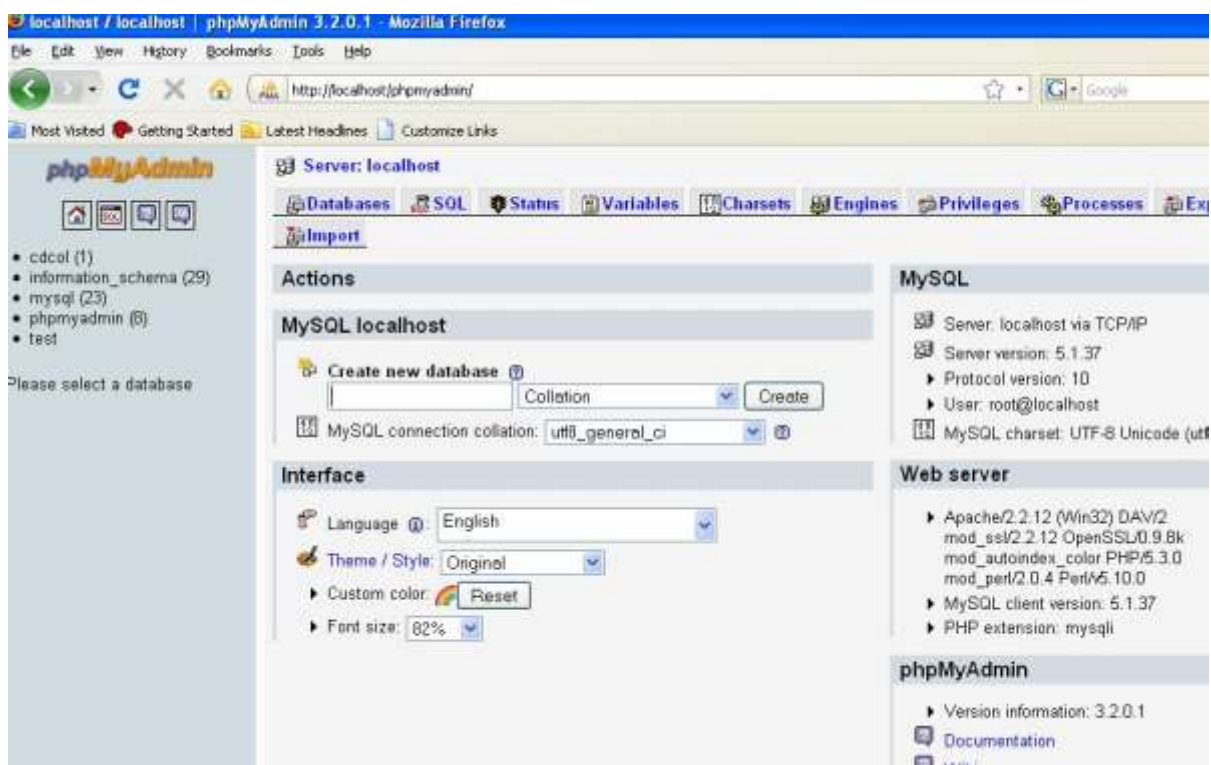 localhost / localhost | phpMyAdmin 3.2.0.1 - Mozilla Firefox
File Edit View History Bookmarks Tools Help
http://localhost/phpmyadmin/
Google
Most Visited Getting Started Latest Headlines Customize Links
phpMyAdmin
SQL
cdcol (1)
information_schema (29)
mysql (23)
phpmyadmin (8)
test
Please select a database
Server: localhost
Databases SQL Status Variables Charsets Engines Privileges Processes Exp
Import
Actions
MySQL localhost
Create new database
Collation Create
MySQL connection collation: utf8_general_ci
Interface
Language : English
Theme / Style: Original
Custom color: Reset
Font size: 82%
MySQL
Server: localhost via TCP/IP
Server version: 5.1.37
Protocol version: 10
User: root@localhost
MySQL charset: UTF-8 Unicode (utf
Web server
Apache/2.2.12 (Win32) DAV/2
mod_ssl/2.2.12 OpenSSL/0.9.8k
mod_autoindex_color PHP/5.3.0
mod_perl/2.0.4 Perl/v5.10.0
MySQL client version: 5.1.37
PHP extension: mysqli
phpMyAdmin
Version information: 3.2.0.1
Documentation